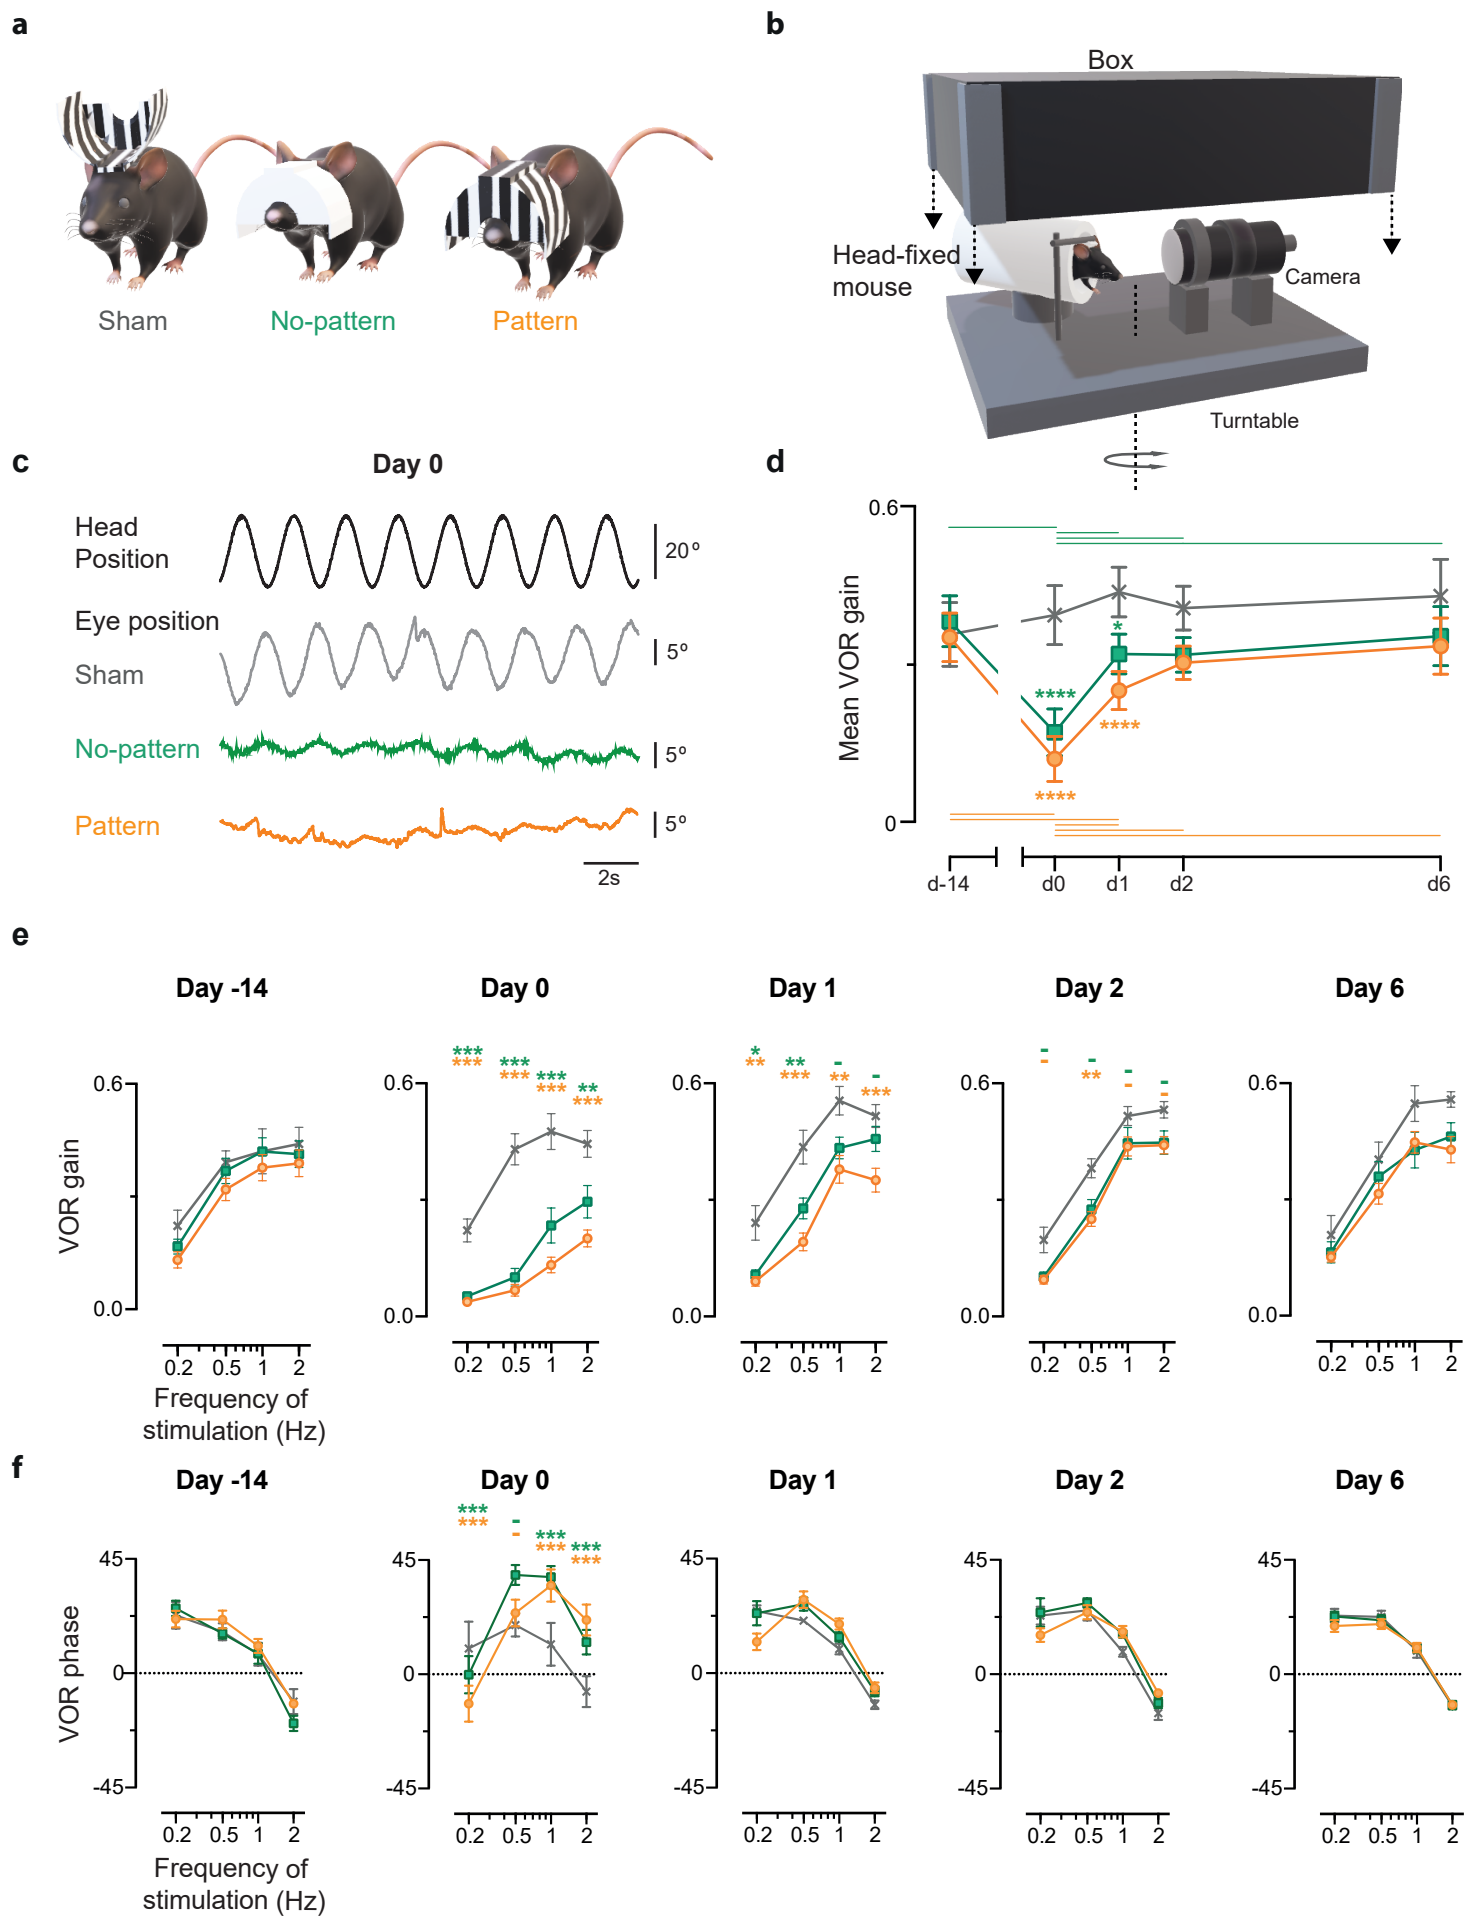 a
Sham
No-pattern
Pattern
b
Box
Head-fixed
mouse
Camera
Turntable
c
Day 0
Head
Position
20º
Eye position
Sham
5º
No-pattern
5º
Pattern
5º
2s
d
Mean VOR gain
0.6
0
*
****
****
****
d-14
d0
d1
d2
d6
e
Day -14
Day 0
Day 1
Day 2
Day 6
VOR gain
*** *** *** **
*** *** *** ***
* ** - -
** *** ** ***
- - - -
- ** - -
0.6 0.6 0.6 0.6 0.6
0.0 0.0 0.0 0.0 0.0
0.2 0.5 1 2
0.2 0.5 1 2
0.2 0.5 1 2
0.2 0.5 1 2
0.2 0.5 1 2
Frequency of
stimulation (Hz)
f
Day -14
Day 0
Day 1
Day 2
Day 6
VOR phase
*** - *** ***
*** - *** ***
45 45 45 45 45
0 0 0 0 0
-45 -45 -45 -45 -45
0.2 0.5 1 2
0.2 0.5 1 2
0.2 0.5 1 2
0.2 0.5 1 2
0.2 0.5 1 2
Frequency of
stimulation (Hz)